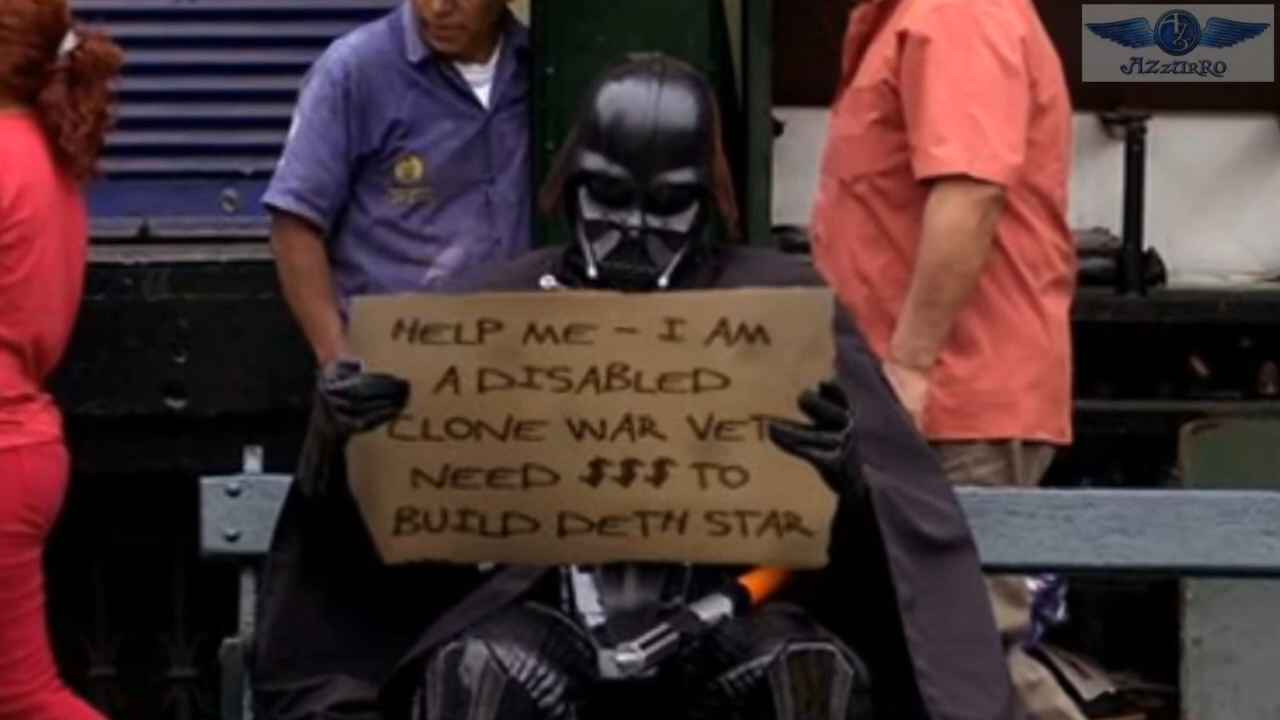 AZZURRO
HELP ME - I AM
A DISABLED
CLONE WAR VET
NEED $$$ TO
BUILD DETH STAR